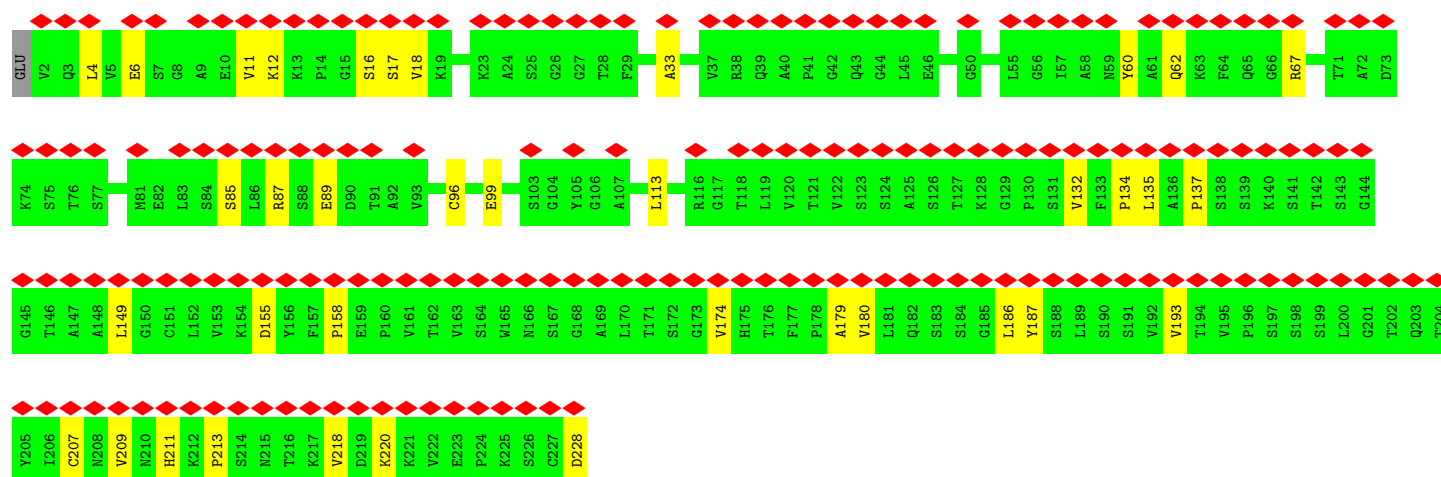 GLU V2 Q3 L4 V5 E6 S7 G8 A9 E10 V11 K12 K13 P14 G15 S16 S17 V18 K19 K23 A24 S25 G26 G27 T28 F29 A33 V37 R38 Q39 A40 P41 G42 Q43 G44 L45 E46 G50 L55 G56 I57 A58 N59 Y60 A61 Q62 K63 F64 Q65 G66 R67 T71 A72 D73
K74 S75 T76 S77 M81 E82 L83 S84 S85 L86 R87 S88 E89 D90 T91 A92 V93 C96 E99 S103 G104 Y105 G106 A107 L113 R116 G117 T118 L119 V120 T121 V122 S123 S124 A125 S126 T127 K128 G129 P130 S131 V132 F133 P134 L135 A136 P137 S138 S139 K140 S141 T142 S143 G144
G145 T146 A147 A148 L149 G150 C151 L152 V153 K154 D155 Y156 F157 P158 E159 P160 V161 T162 V163 S164 W165 N166 S167 G168 A169 L170 T171 S172 G173 V174 H175 T176 F177 P178 A179 V180 L181 Q182 S183 S184 G185 L186 Y187 S188 L189 S190 S191 V192 V193 T194 V195 P196 S197 S198 S199 L200 G201 T202 Q203 T204
Y205 I206 C207 N208 V209 N210 H211 K212 P213 S214 N215 T216 K217 V218 D219 K220 K221 V222 E223 P224 K225 S226 C227 D228